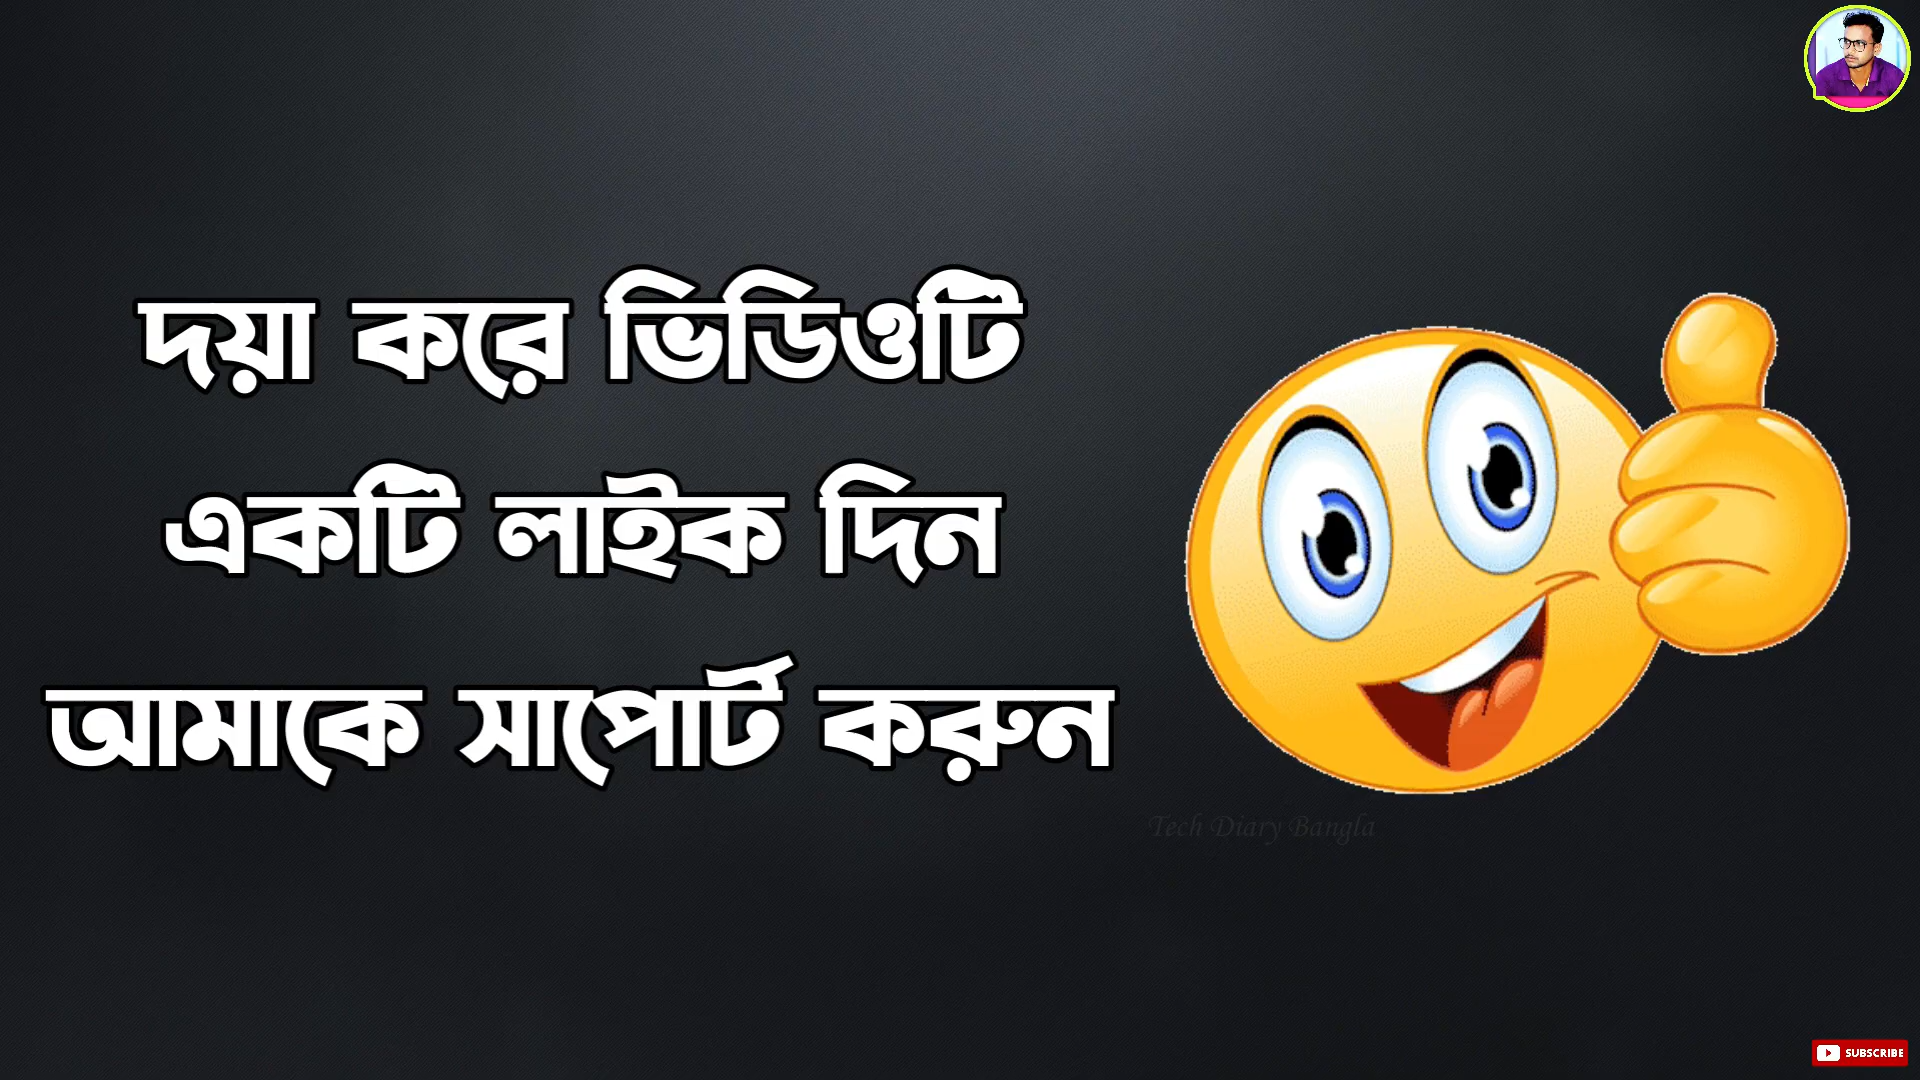 দয়া করে ভিডিওটি
একটি লাইক দিন
আমাকে সাপোর্ট করুন
Tech Diary Bangla
SUBSCRIBE